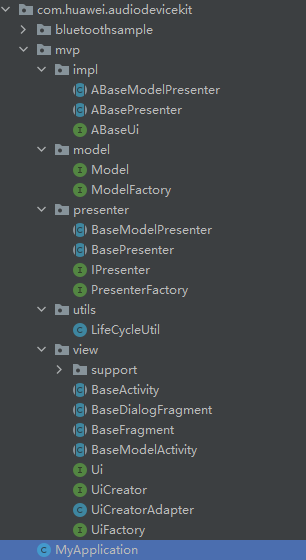 com.huawei.audiodevicekit
bluetoothsample
mvp
impl
ABaseModelPresenter
ABasePresenter
ABaseUi
model
Model
ModelFactory
presenter
BaseModelPresenter
BasePresenter
IPresenter
PresenterFactory
utils
LifeCycleUtil
view
support
BaseActivity
BaseDialogFragment
BaseFragment
BaseModelActivity
Ui
UiCreator
UiCreatorAdapter
UiFactory
MyApplication